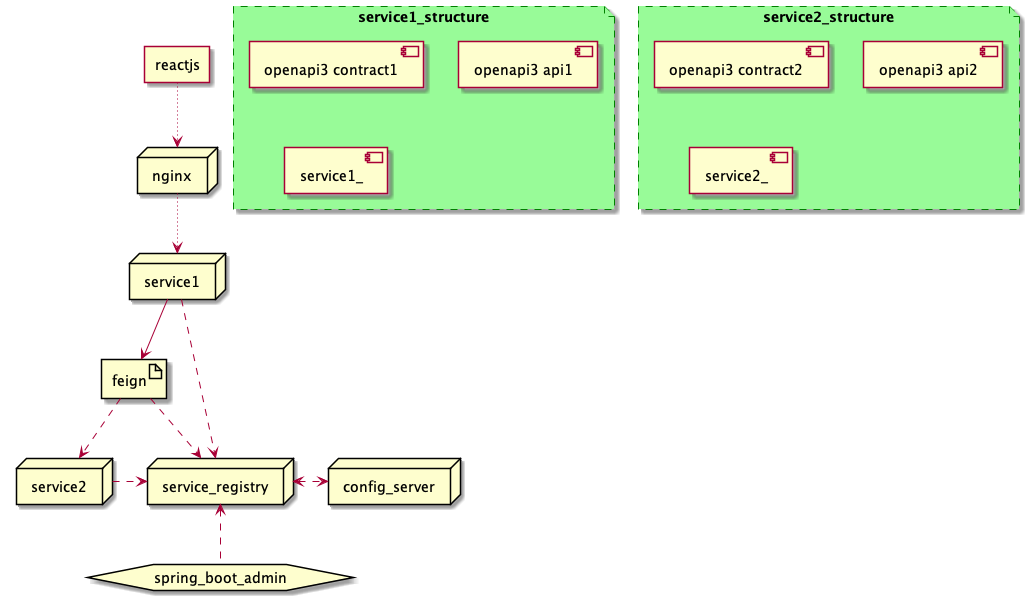 service1_structure
service2_structure
reactjs
openapi3 contract1
openapi3 api1
openapi3 contract2
openapi3 api2
nginx
service1_
service2_
service1
feign
service2
service_registry
config_server
spring_boot_admin